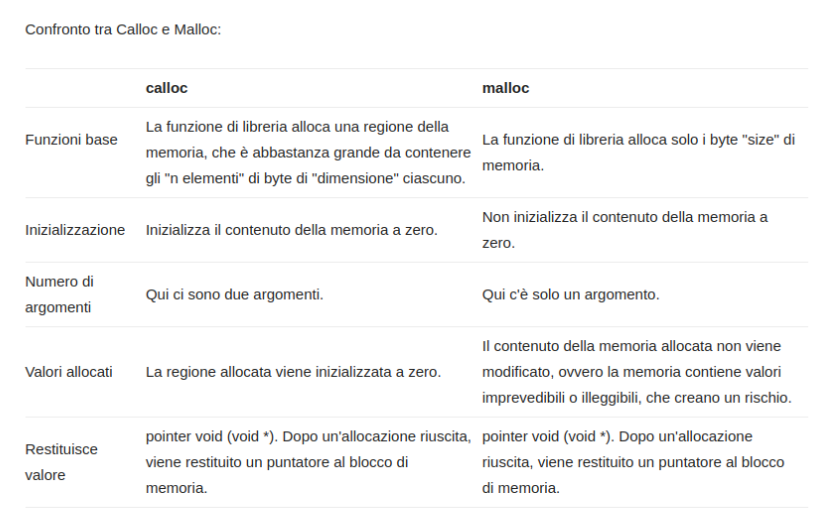 Confronto tra Calloc e Malloc:
calloc malloc
Funzioni base
La funzione di libreria alloca una regione della
memoria, che è abbastanza grande da contenere
gli "n elementi" di byte di "dimensione" ciascuno.
La funzione di libreria alloca solo i byte "size" di
memoria.
Inizializzazione
Inizializza il contenuto della memoria a zero.
Non inizializza il contenuto della memoria a
zero.
Numero di
argomenti
Qui ci sono due argomenti.
Qui c'è solo un argomento.
Valori allocati
La regione allocata viene inizializzata a zero.
Il contenuto della memoria allocata non viene
modificato, ovvero la memoria contiene valori
imprevedibili o illeggibili, che creano un rischio.
Restituisce
valore
pointer void (void *). Dopo un'allocazione riuscita,
viene restituito un puntatore al blocco di
memoria.
pointer void (void *). Dopo un'allocazione
riuscita, viene restituito un puntatore al blocco
di memoria.